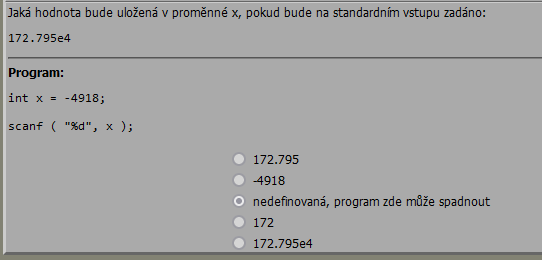 Jaká hodnota bude uložená v proměnné x, pokud bude na standardním vstupu zadáno:
172.795e4
Program:
int x = -4918;
scanf ( "%d", x );
172.795
-4918
nedefinovaná, program zde může spadnout
172
172.795e4